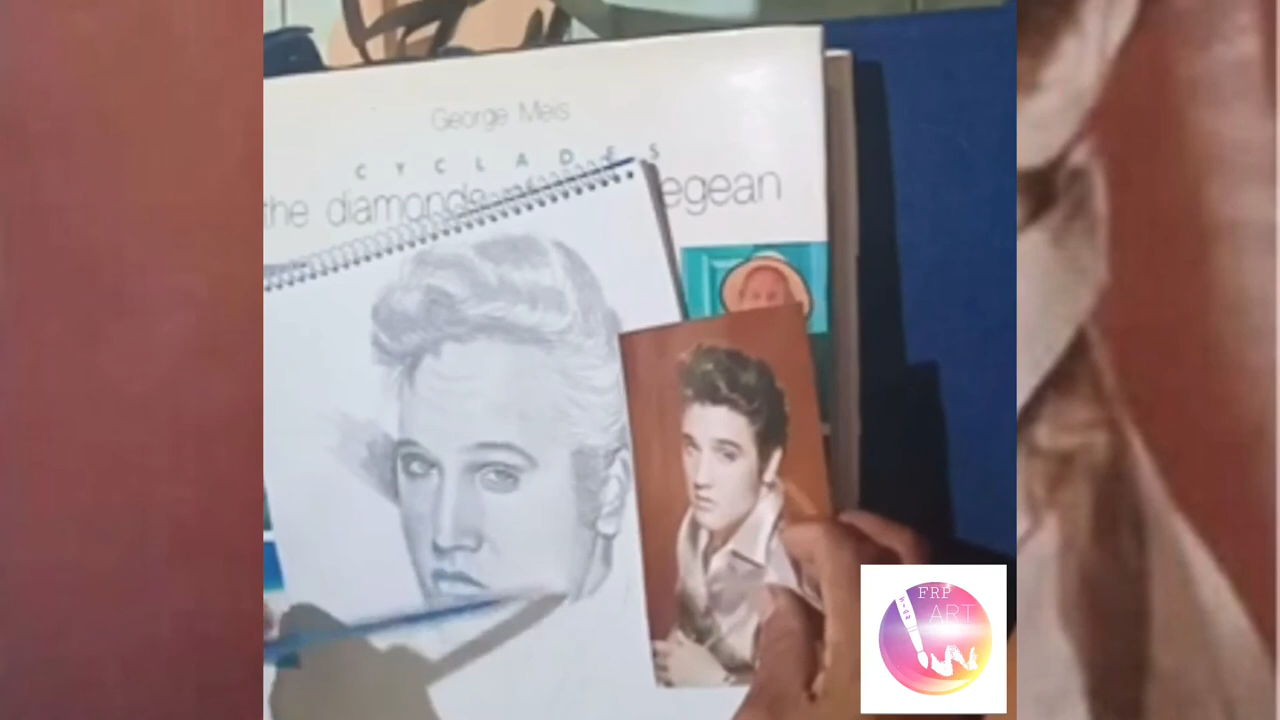 George Meis
CYCLADES
the diamonds egean
FRP
ART